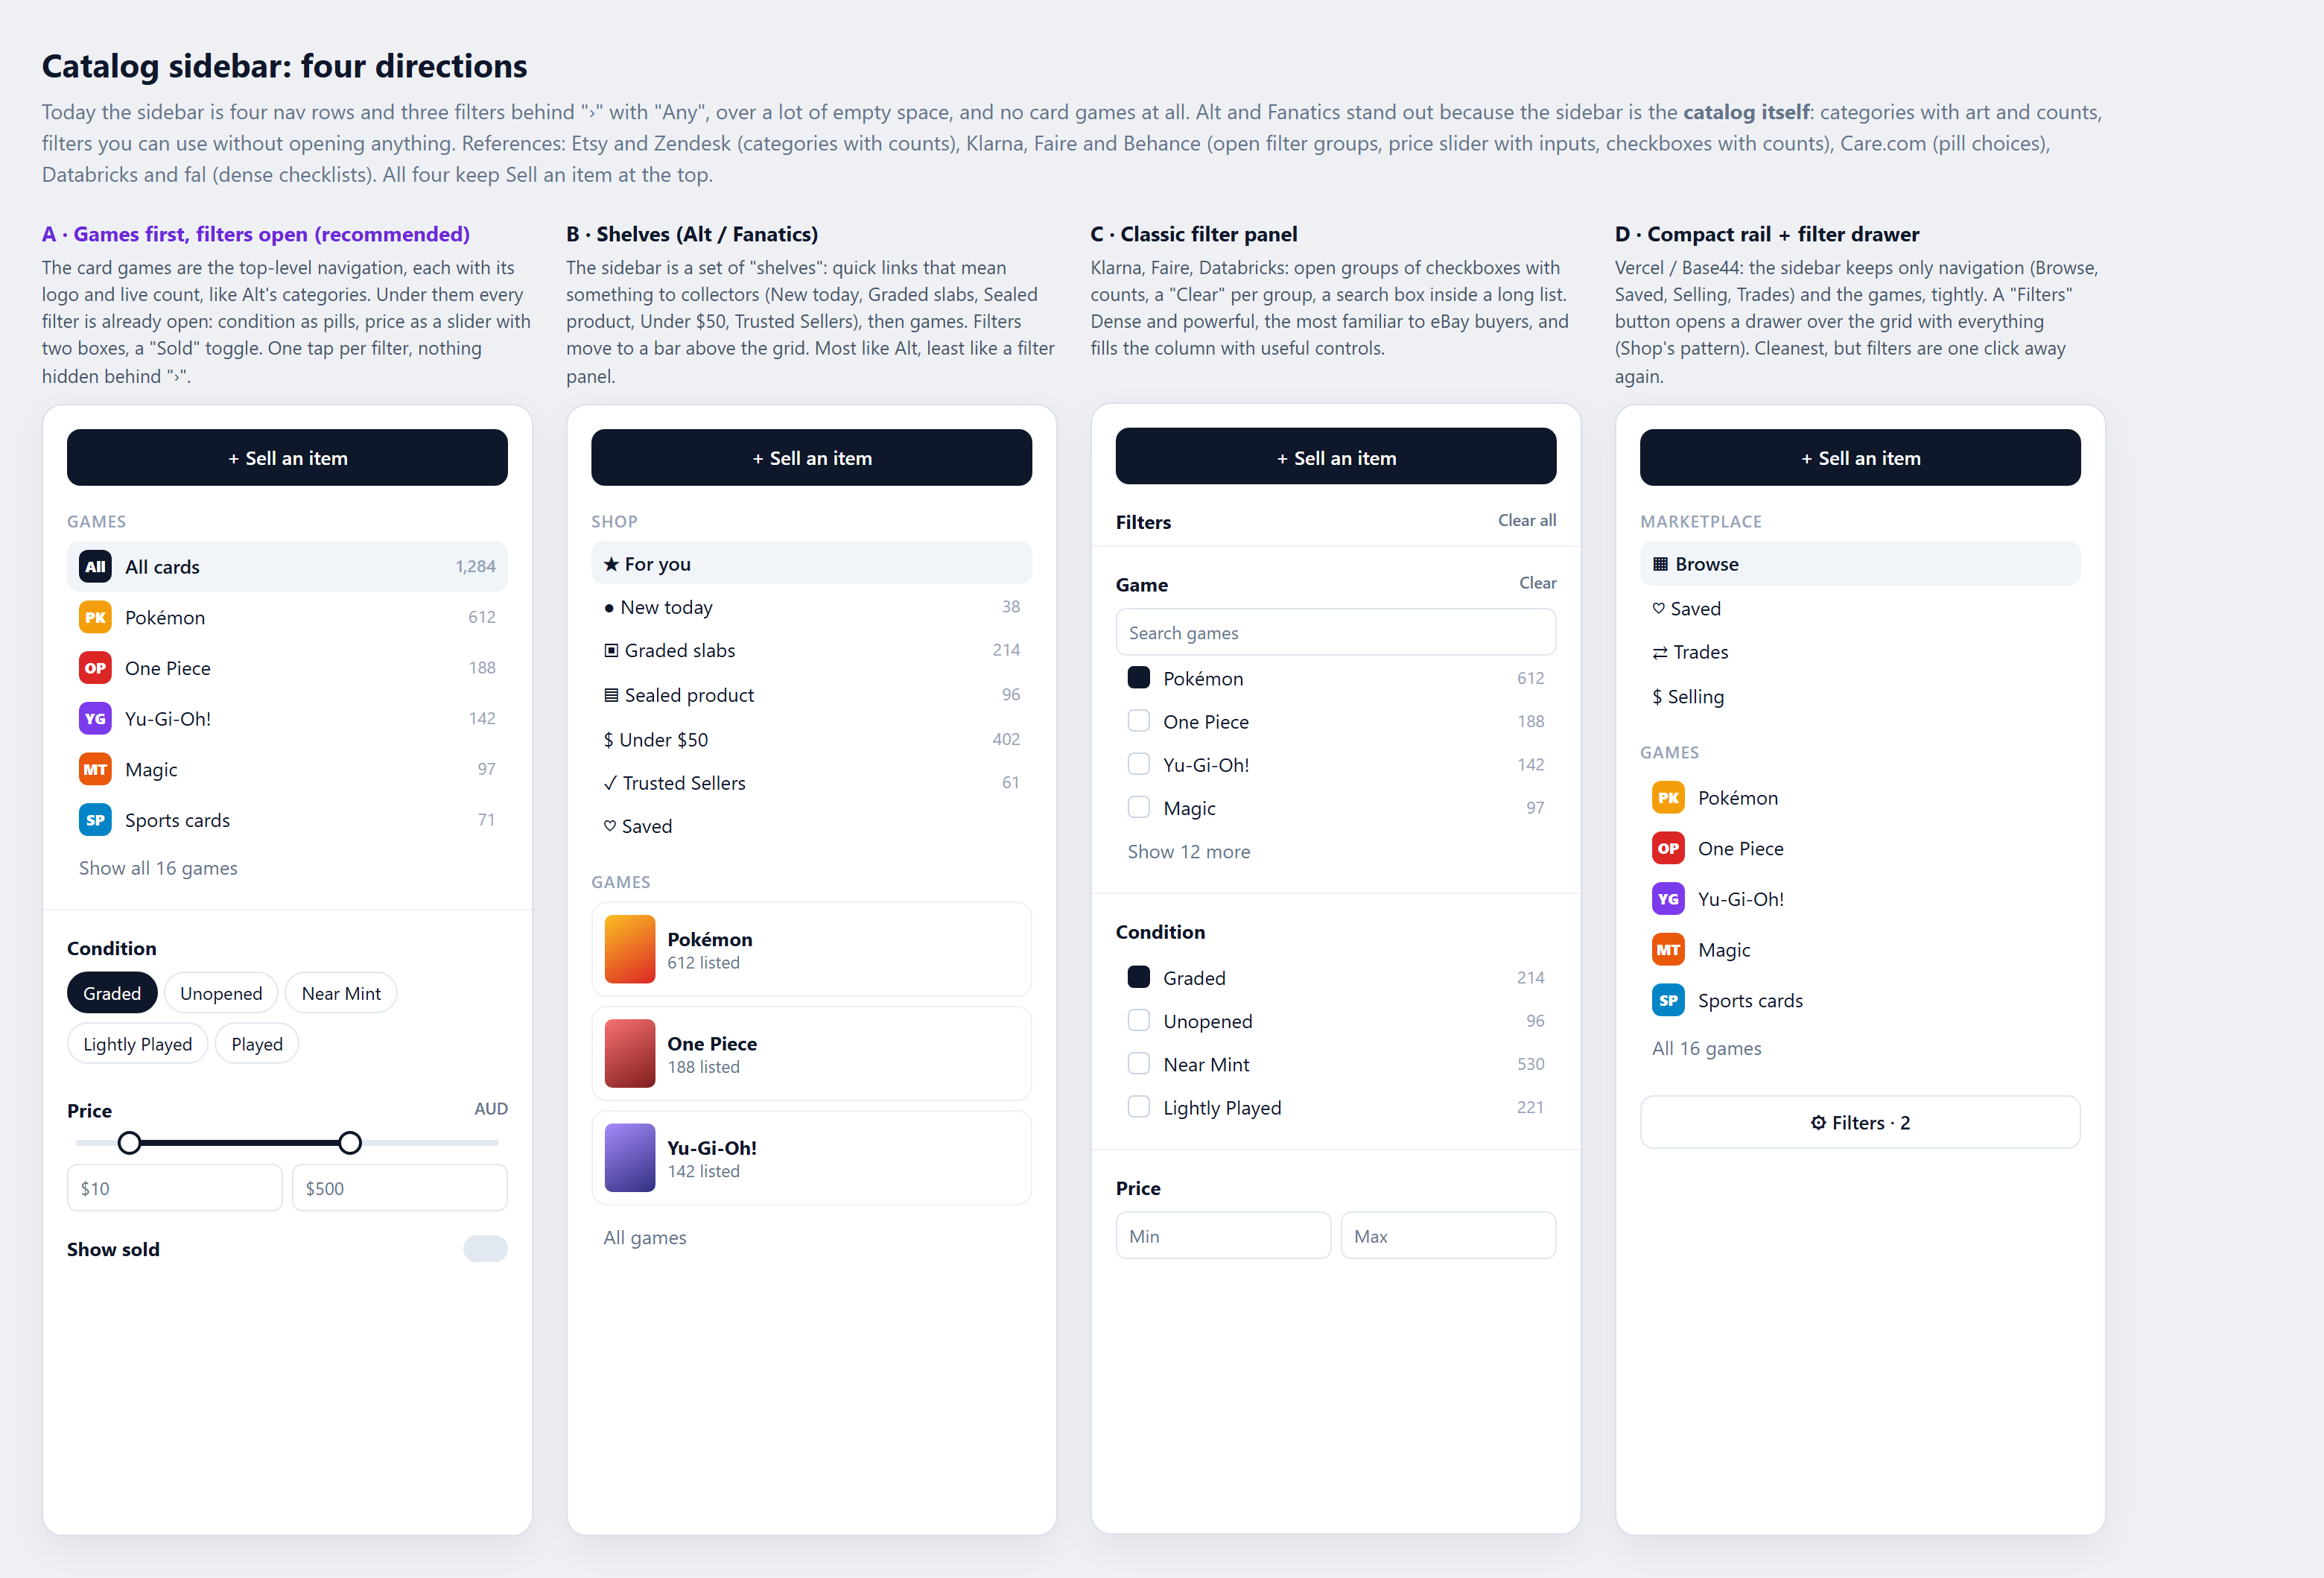 Catalog sidebar: four directions
Today the sidebar is four nav rows and three filters behind "›" with "Any", over a lot of empty space, and no card games at all. Alt and Fanatics stand out because the sidebar is the catalog itself: categories with art and counts,
filters you can use without opening anything. References: Etsy and Zendesk (categories with counts), Klarna, Faire and Behance (open filter groups, price slider with inputs, checkboxes with counts), Care.com (pill choices),
Databricks and fal (dense checklists). All four keep Sell an item at the top.
A · Games first, filters open (recommended)
The card games are the top-level navigation, each with its
logo and live count, like Alt's categories. Under them every
filter is already open: condition as pills, price as a slider with
two boxes, a "Sold" toggle. One tap per filter, nothing
hidden behind "›".
+ Sell an item
GAMES
All All cards 1,284
PK Pokémon 612
OP One Piece 188
YG Yu-Gi-Oh! 142
MT Magic 97
SP Sports cards 71
Show all 16 games
Condition
Graded Unopened Near Mint
Lightly Played Played
Price AUD
$10 $500
Show sold
B · Shelves (Alt / Fanatics)
The sidebar is a set of "shelves": quick links that mean
something to collectors (New today, Graded slabs, Sealed
product, Under $50, Trusted Sellers), then games. Filters
move to a bar above the grid. Most like Alt, least like a filter
panel.
+ Sell an item
SHOP
★ For you
● New today 38
▣ Graded slabs 214
▤ Sealed product 96
$ Under $50 402
✓ Trusted Sellers 61
♡ Saved
GAMES
Pokémon
612 listed
One Piece
188 listed
Yu-Gi-Oh!
142 listed
All games
C · Classic filter panel
Klarna, Faire, Databricks: open groups of checkboxes with
counts, a "Clear" per group, a search box inside a long list.
Dense and powerful, the most familiar to eBay buyers, and
fills the column with useful controls.
+ Sell an item
Filters Clear all
Game Clear
Search games
Pokémon 612
One Piece 188
Yu-Gi-Oh! 142
Magic 97
Show 12 more
Condition
Graded 214
Unopened 96
Near Mint 530
Lightly Played 221
Price
Min Max
D · Compact rail + filter drawer
Vercel / Base44: the sidebar keeps only navigation (Browse,
Saved, Selling, Trades) and the games, tightly. A "Filters"
button opens a drawer over the grid with everything
(Shop's pattern). Cleanest, but filters are one click away
again.
+ Sell an item
MARKETPLACE
▦ Browse
♡ Saved
⇄ Trades
$ Selling
GAMES
PK Pokémon
OP One Piece
YG Yu-Gi-Oh!
MT Magic
SP Sports cards
All 16 games
⚙ Filters · 2